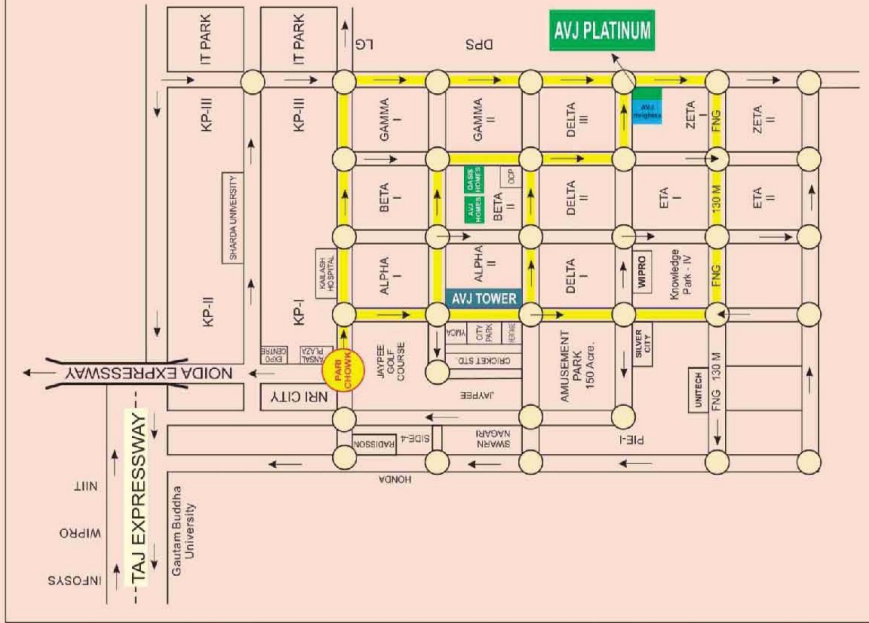 AVJ PLATINUM
IT PARK
IT PARK
LG
DPS
KP-III
KP-III
GAMMA
I
GAMMA
II
DELTA
III
AVJ
Heightss
ZETA
I
FNG
ZETA
II
SHARDA UNIVERSITY
BETA
I
AVJ
HOMES
OASIS
HOMES
OCP
BETA
II
DELTA
II
ETA
I
130 M
ETA
II
KP-II
KP-I
KAILASH
HOSPITAL
ALPHA
I
ALPHA
II
AVJ TOWER
DELTA
I
WIPRO
Knowledge
Park - IV
FNG
EXPO
CENTRE
ANSAL
PLAZA
PARI
CHOWK
JAYPEE
GOLF
COURSE
YMCA
CITY
PARK
CRICKET STD.
AMUSEMENT
PARK
150 Acre.
SILVER
CITY
NOIDA EXPRESSWAY
NRI CITY
JAYPEE
UNITECH
FNG 130 M
RADISSON
SIDE-4
SWARN
NAGARI
PIE-I
HONDA
TAJ EXPRESSWAY
NIIT
WIPRO
INFOSYS
Gautam Buddha
University